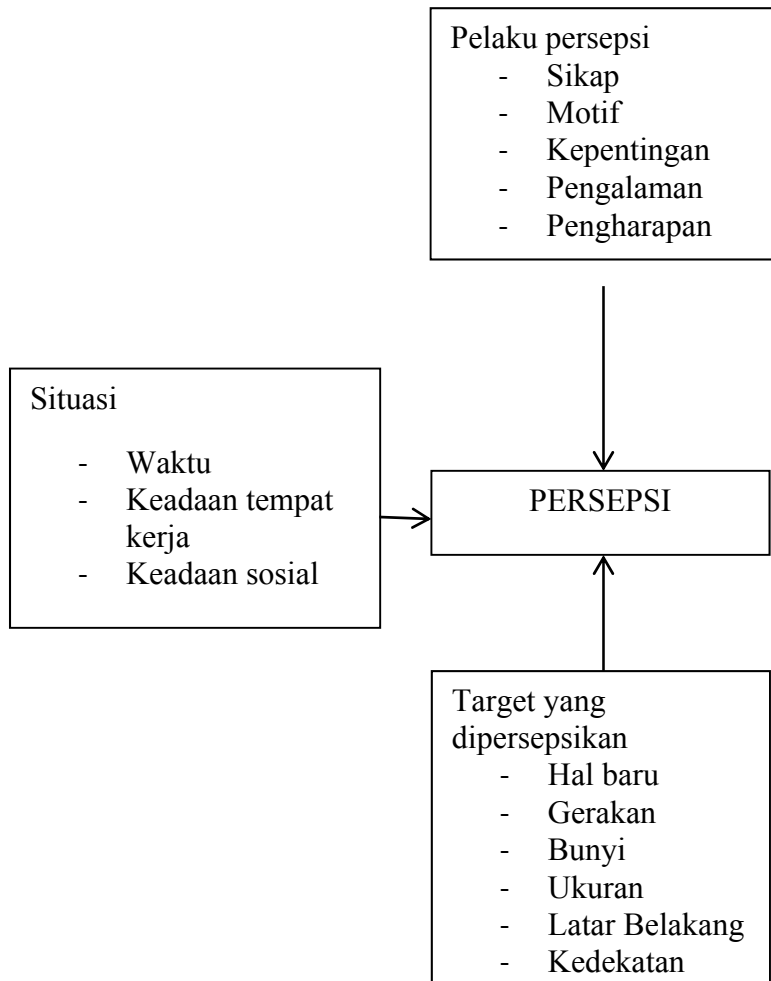 Pelaku persepsi
- Sikap
- Motif
- Kepentingan
- Pengalaman
- Pengharapan
Situasi
- Waktu
- Keadaan tempat
kerja
- Keadaan sosial
PERSEPSI
Target yang
dipersepsikan
- Hal baru
- Gerakan
- Bunyi
- Ukuran
- Latar Belakang
- Kedekatan